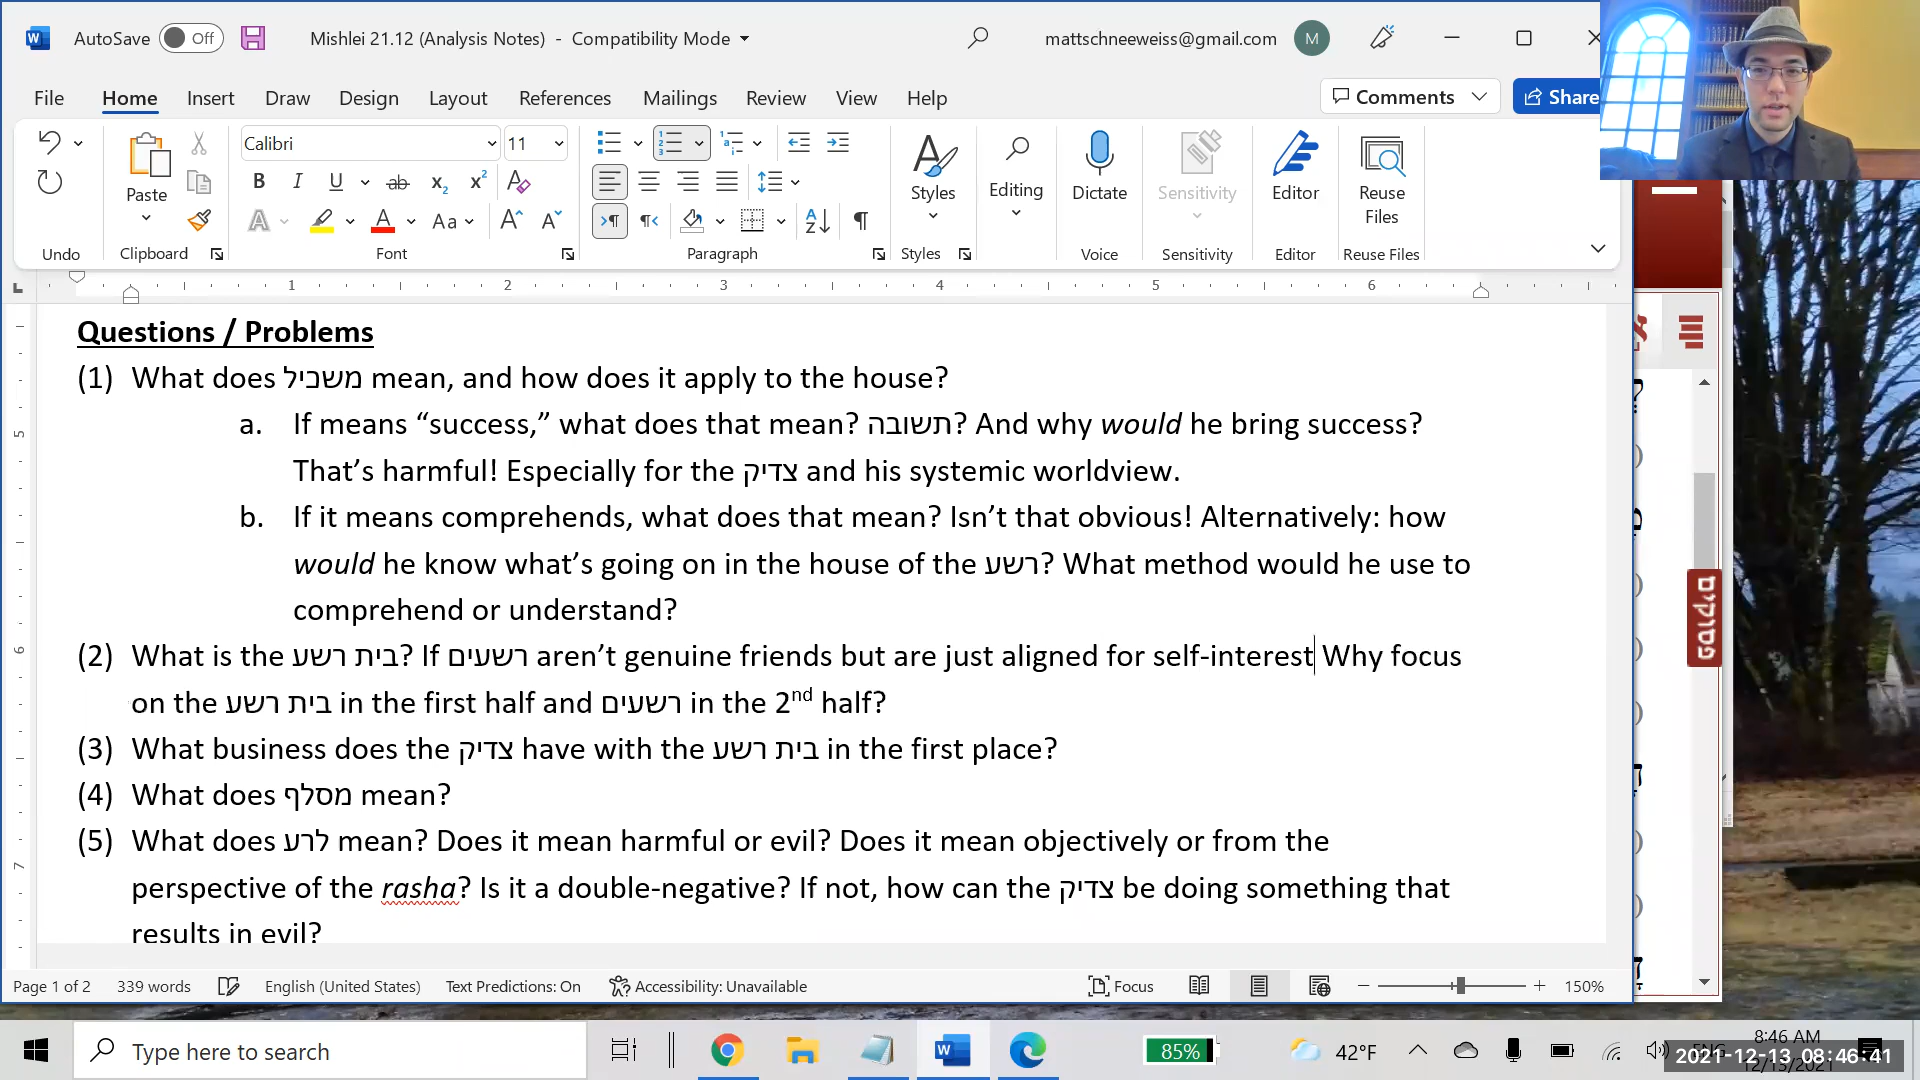 AutoSave Off Mishlei 21.12 (Analysis Notes) - Compatibility Mode mattschneeweiss@gmail.com M
File Home Insert Draw Design Layout References Mailings Review View Help Comments Share
Calibri 11
Paste Styles Editing Dictate Sensitivity Editor Reuse Files
Undo Clipboard Font Paragraph Styles Voice Sensitivity Editor Reuse Files
1 2 3 4 5 6
Questions / Problems
(1) What does משכיל mean, and how does it apply to the house?
a. If means “success,” what does that mean? תשובה? And why would he bring success?
That’s harmful! Especially for the צדיק and his systemic worldview.
b. If it means comprehends, what does that mean? Isn’t that obvious! Alternatively: how
would he know what’s going on in the house of the רשע? What method would he use to
comprehend or understand?
(2) What is the בית רשע? If רשעים aren’t genuine friends but are just aligned for self-interest Why focus
on the בית רשע in the first half and רשעים in the 2nd half?
(3) What business does the צדיק have with the בית רשע in the first place?
(4) What does מסלף mean?
(5) What does לרע mean? Does it mean harmful or evil? Does it mean objectively or from the
perspective of the rasha? Is it a double-negative? If not, how can the צדיק be doing something that
results in evil?
פסוקים
Page 1 of 2 339 words English (United States) Text Predictions: On Accessibility: Unavailable Focus 150%
Type here to search 85% 42°F 8:46 AM
2021-12-13 08:46:41